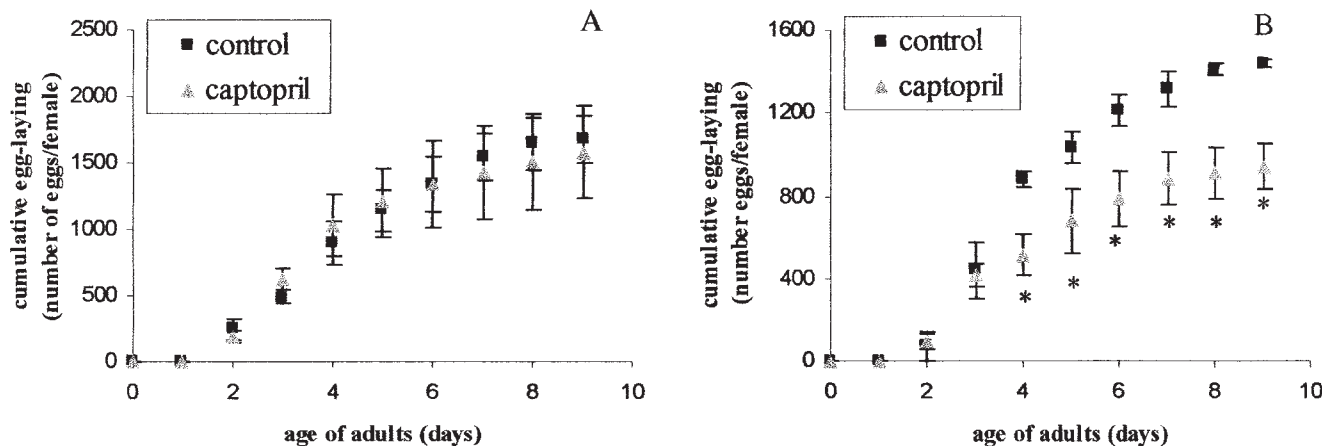 A
control
captopril
2500
2000
1500
1000
500
0
cumulative egg-laying
(number of eggs/female)
0 2 4 6 8 10
age of adults (days)
B
control
captopril
1600
1200
800
400
0
cumulative egg-laying
(number eggs/female)
* * * * * *
0 2 4 6 8 10
age of adults (days)